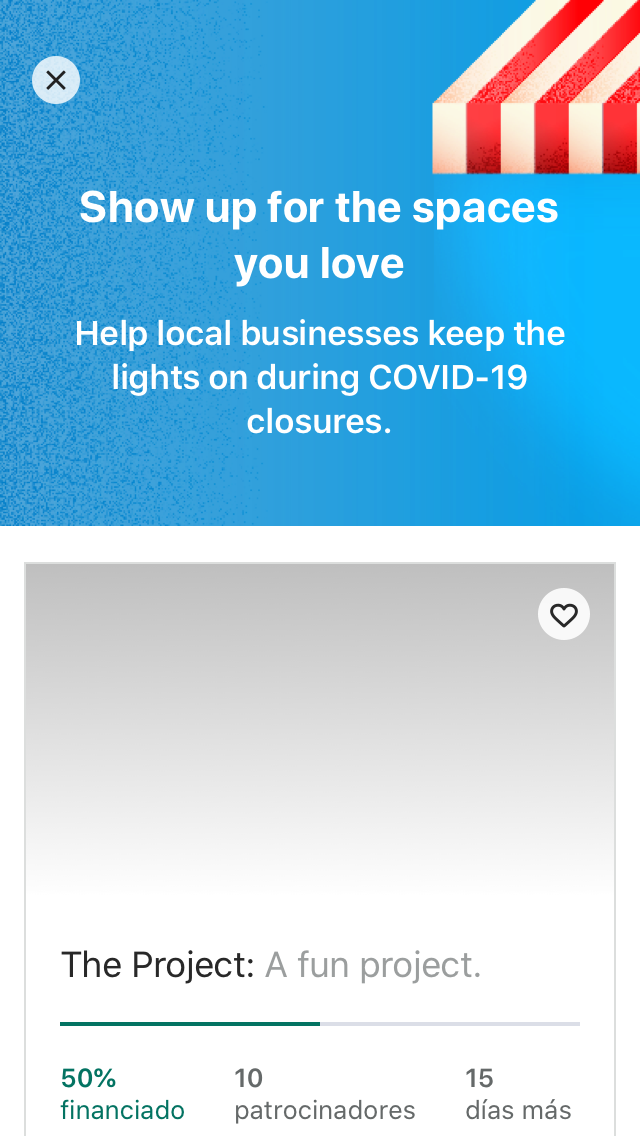 Show up for the spaces
you love
Help local businesses keep the
lights on during COVID-19
closures.
The Project: A fun project.
50% 10 15
financiado patrocinadores días más